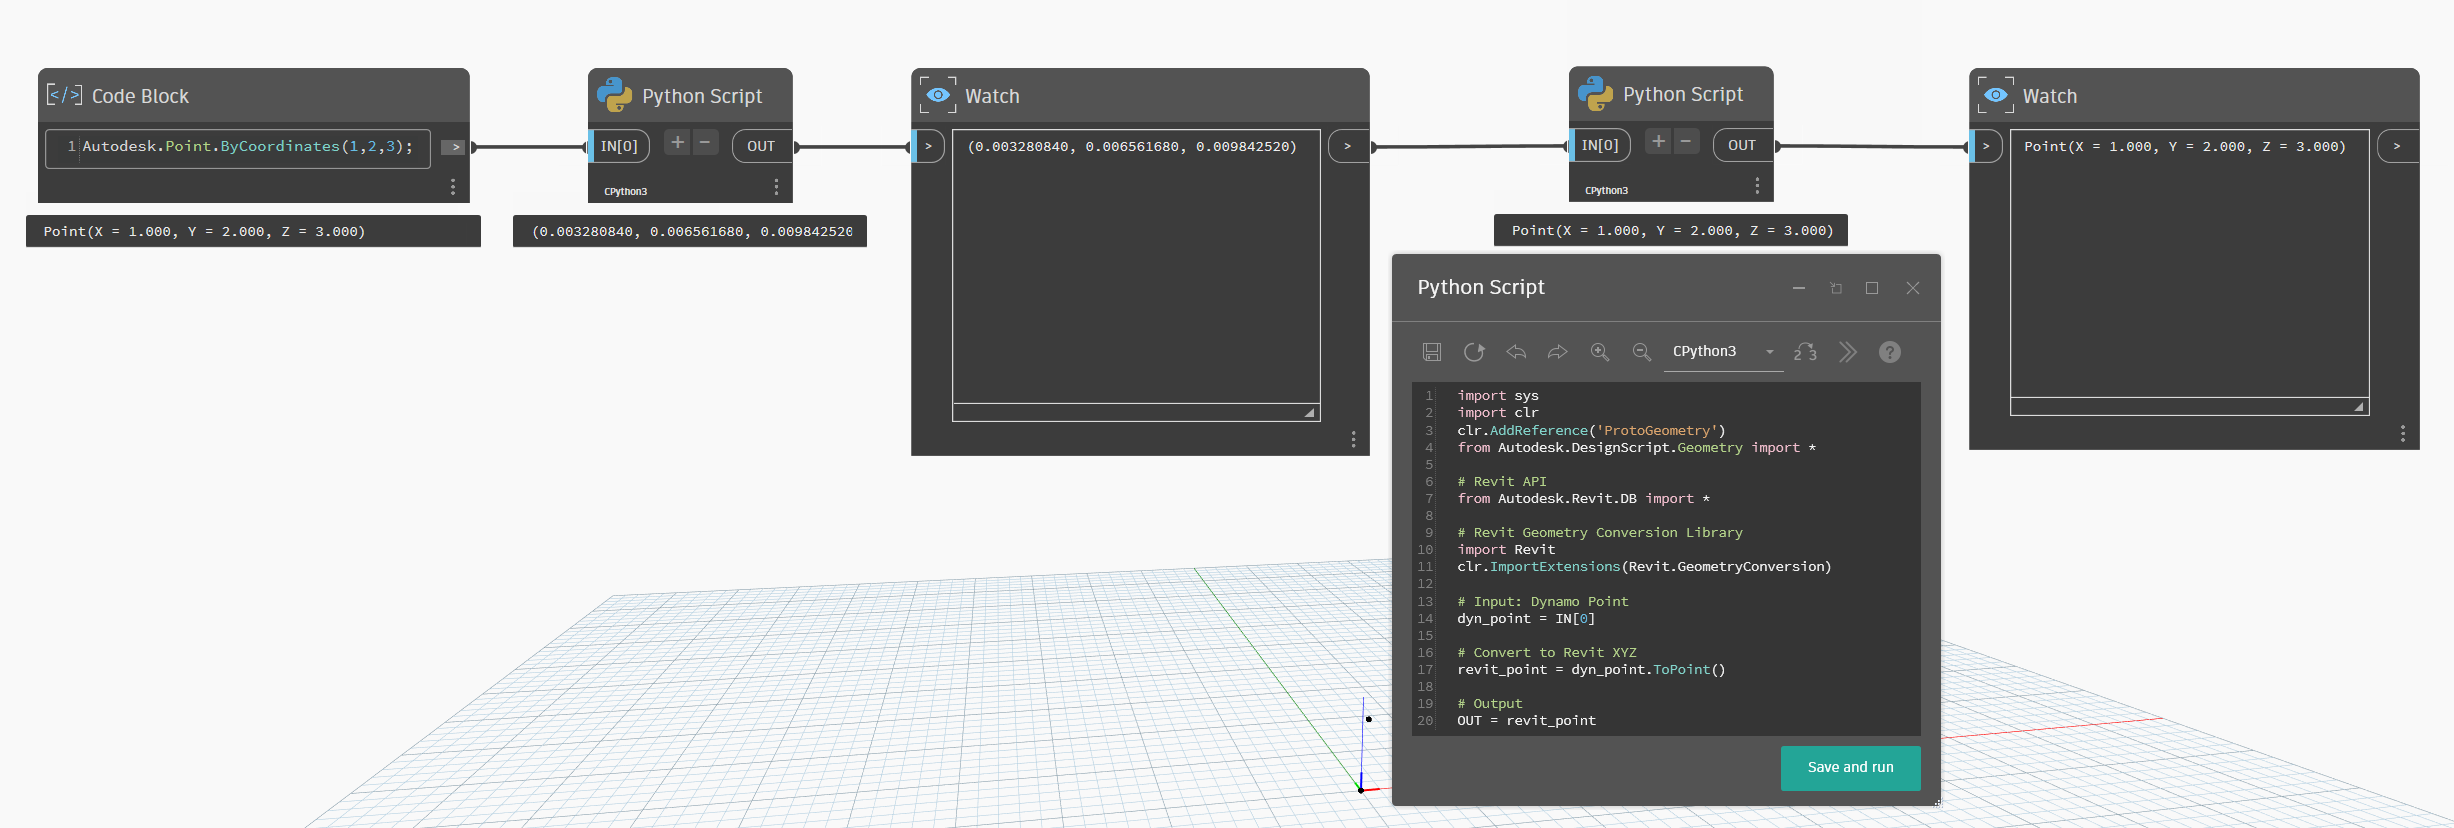 </> Code Block
1 Autodesk.Point.ByCoordinates(1,2,3); >
Point(X = 1.000, Y = 2.000, Z = 3.000)
Python Script
IN[0] + − OUT
CPython3
(0.003280840, 0.006561680, 0.009842520
Watch
> (0.003280840, 0.006561680, 0.009842520) >
Python Script
IN[0] + − OUT
CPython3
Point(X = 1.000, Y = 2.000, Z = 3.000)
Watch
> Point(X = 1.000, Y = 2.000, Z = 3.000) >
Python Script
CPython3 2 3 ?
1 import sys
2 import clr
3 clr.AddReference('ProtoGeometry')
4 from Autodesk.DesignScript.Geometry import *
5
6 # Revit API
7 from Autodesk.Revit.DB import *
8
9 # Revit Geometry Conversion Library
10 import Revit
11 clr.ImportExtensions(Revit.GeometryConversion)
12
13 # Input: Dynamo Point
14 dyn_point = IN[0]
15
16 # Convert to Revit XYZ
17 revit_point = dyn_point.ToPoint()
18
19 # Output
20 OUT = revit_point
Save and run